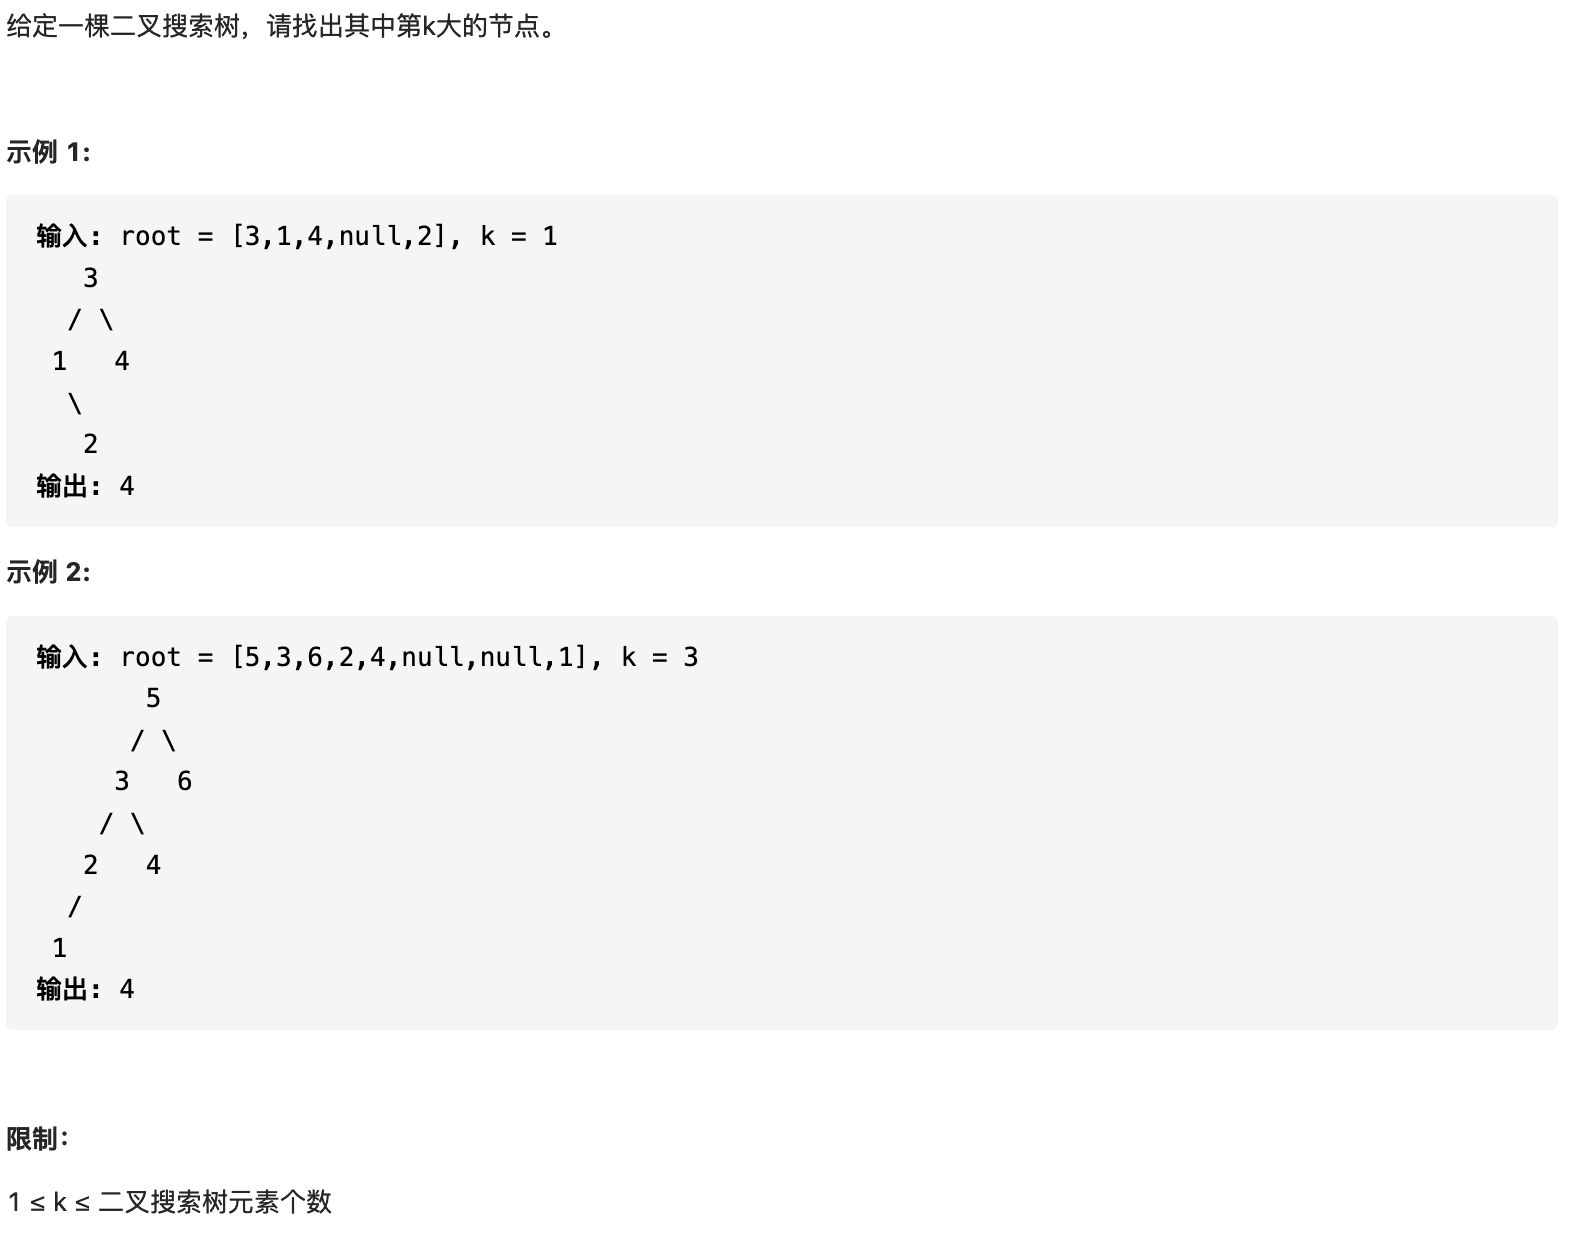 给定一棵二叉搜索树，请找出其中第k大的节点。
示例 1:
输入: root = [3,1,4,null,2], k = 1
   3
  / \
 1   4
  \
   2
输出: 4
示例 2:
输入: root = [5,3,6,2,4,null,null,1], k = 3
       5
      / \
     3   6
    / \
   2   4
  /
 1
输出: 4
限制：
1 ≤ k ≤ 二叉搜索树元素个数